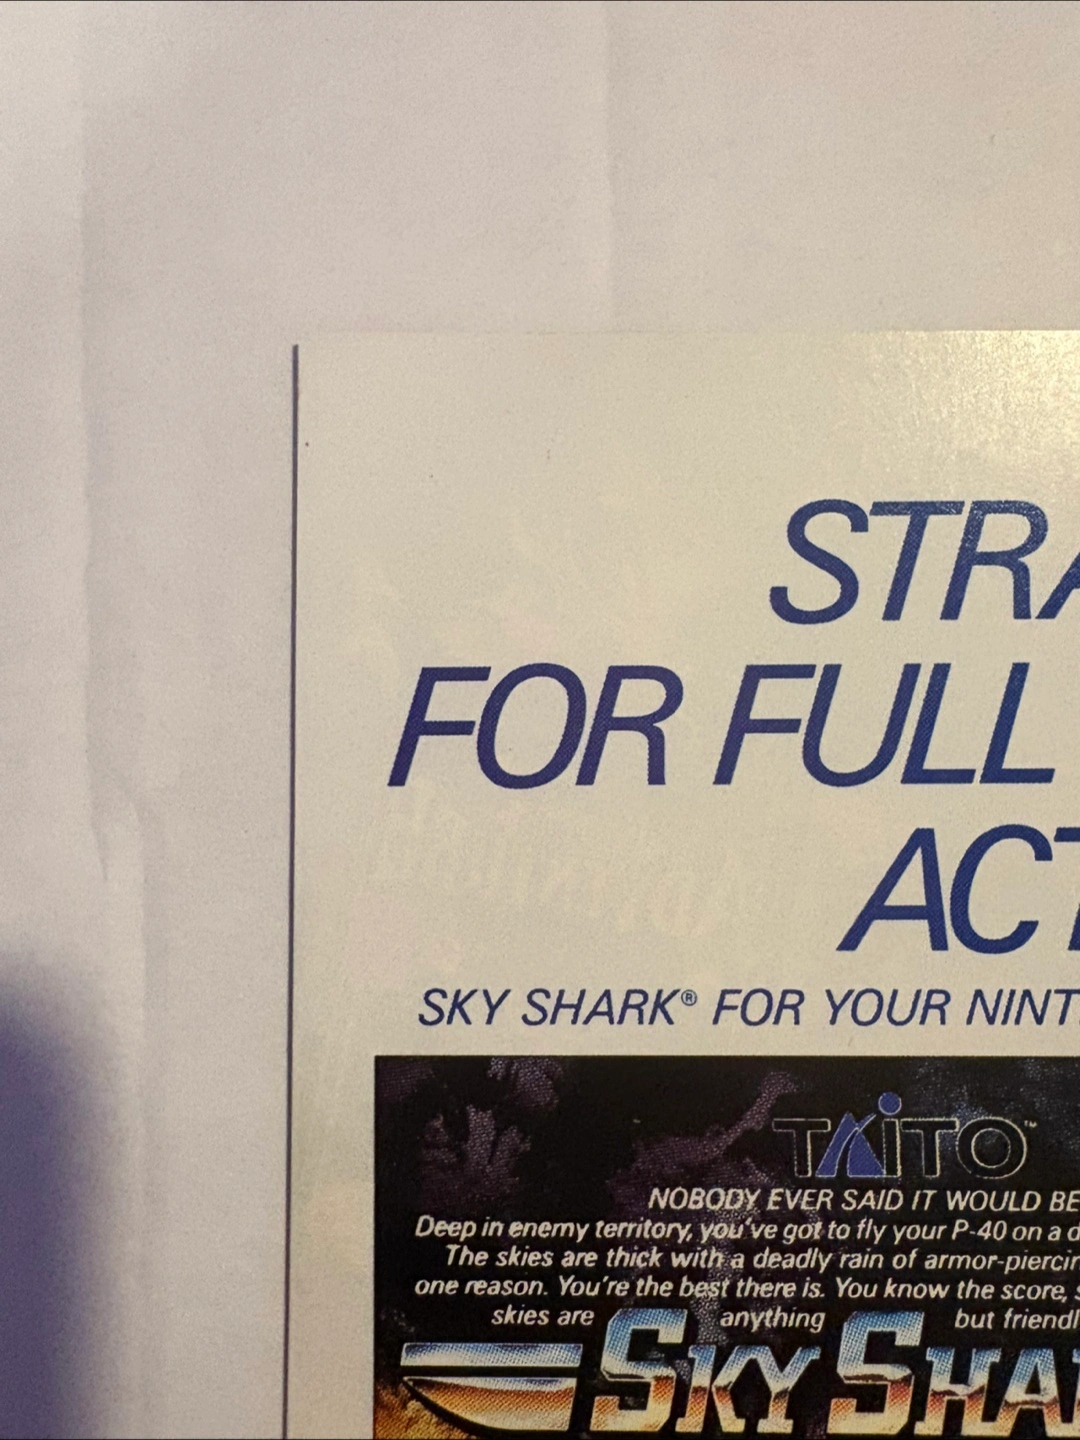 STRA
FOR FULL
ACT
SKY SHARK® FOR YOUR NINT
TAITO™
NOBODY EVER SAID IT WOULD BE
Deep in enemy territory, you've got to fly your P-40 on a d
The skies are thick with a deadly rain of armor-piercin
one reason. You're the best there is. You know the score, s
skies are anything but friendl
SKY SHA